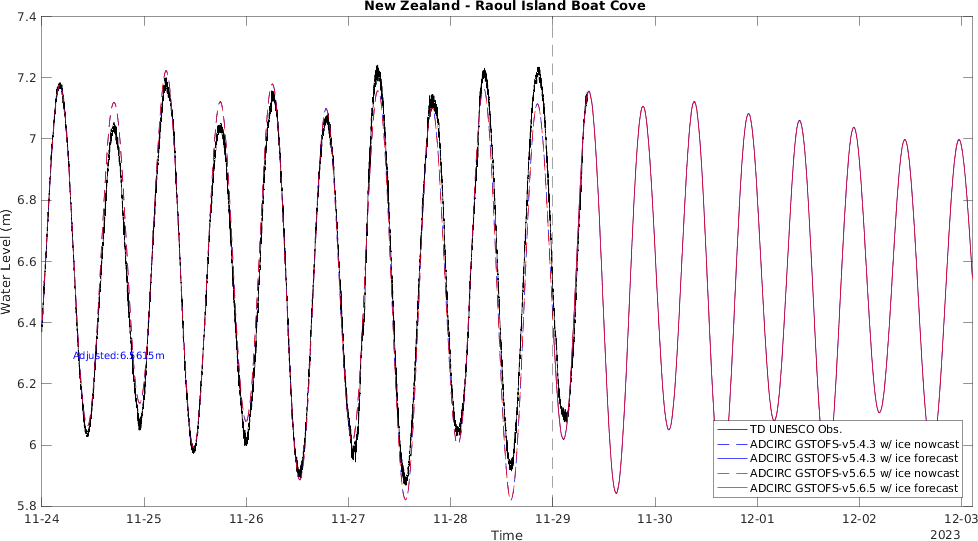 New Zealand - Raoul Island Boat Cove
7.4
7.2
7
6.8
6.6
6.4
6.2
6
5.8
Water Level (m)
Adjusted:6.5615m
TD UNESCO Obs.
ADCIRC GSTOFS-v5.4.3 w/ ice nowcast
ADCIRC GSTOFS-v5.4.3 w/ ice forecast
ADCIRC GSTOFS-v5.6.5 w/ ice nowcast
ADCIRC GSTOFS-v5.6.5 w/ ice forecast
11-24 11-25 11-26 11-27 11-28 11-29 11-30 12-01 12-02 12-03
2023
Time